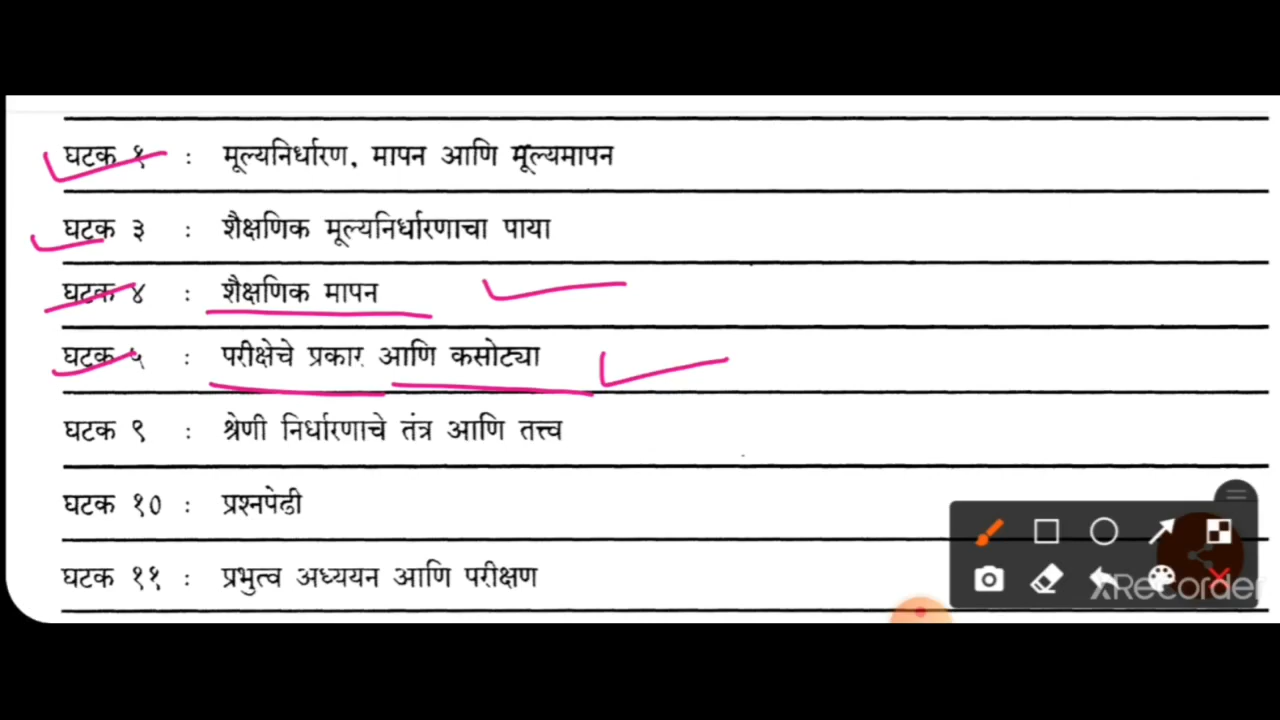 घटक १ : मूल्यनिर्धारण, मापन आणि मूल्यमापन
घटक ३ : शैक्षणिक मूल्यनिर्धारणाचा पाया
घटक ४ : शैक्षणिक मापन
घटक ५ : परीक्षेचे प्रकार आणि कसोट्या
घटक ९ : श्रेणी निर्धारणाचे तंत्र आणि तत्त्व
घटक १० : प्रश्नपेढी
घटक ११ : प्रभुत्व अध्ययन आणि परीक्षण
XRecorder